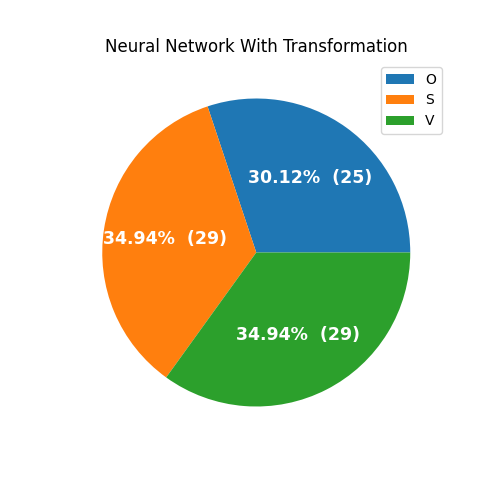 Neural Network With Transformation
O
S
V
30.12%  (25)
34.94%  (29)
34.94%  (29)